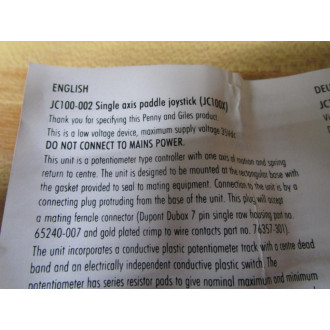 ENGLISH
DEU
JC100-002 Single axis paddle joystick (JC100X)
JC
Thank you for specifying this Penny and Giles product.
This is a low voltage device, maximum supply voltage
DO NOT CONNECT TO MAINS POWER.
This unit is a potentiometer type controller with one axis of motion and spring
return to centre. The unit is designed to be mounted at the rectangular base with
the gasket provided to seal to mating equipment. Connection to the unit is by a
connecting plug protruding from the base of the unit. This plug will accept
a mating female connector (Dupont Dubox 7 pin single row housing part no.
65240-007 and gold plated crimp to wire contacts part no. 76357-301).
The unit incorporates a conductive plastic potentiometer track with a centre dead
band and an electrically independent conductive plastic switch. The
potentiometer has series resistor pods to give nominal maximum and minimum